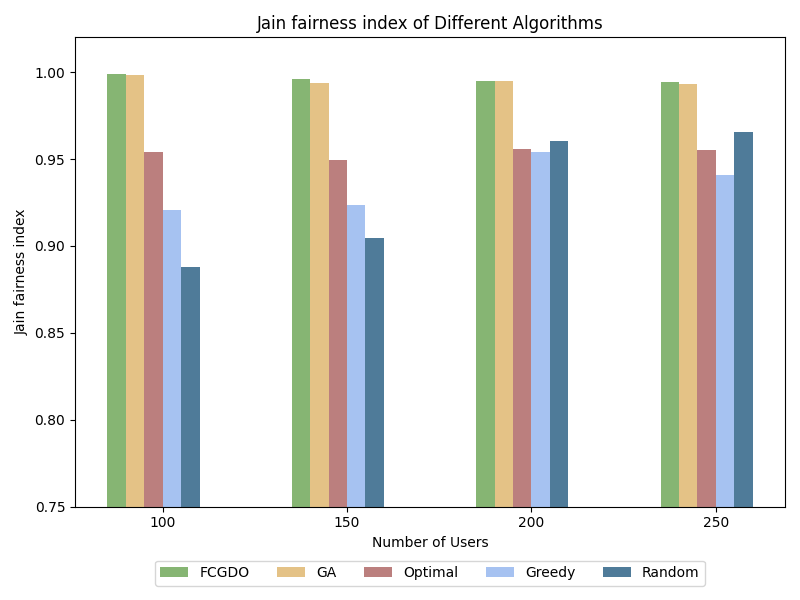 Jain fairness index of Different Algorithms
Jain fairness index
1.00
0.95
0.90
0.85
0.80
0.75
100 150 200 250
Number of Users
FCGDO GA Optimal Greedy Random